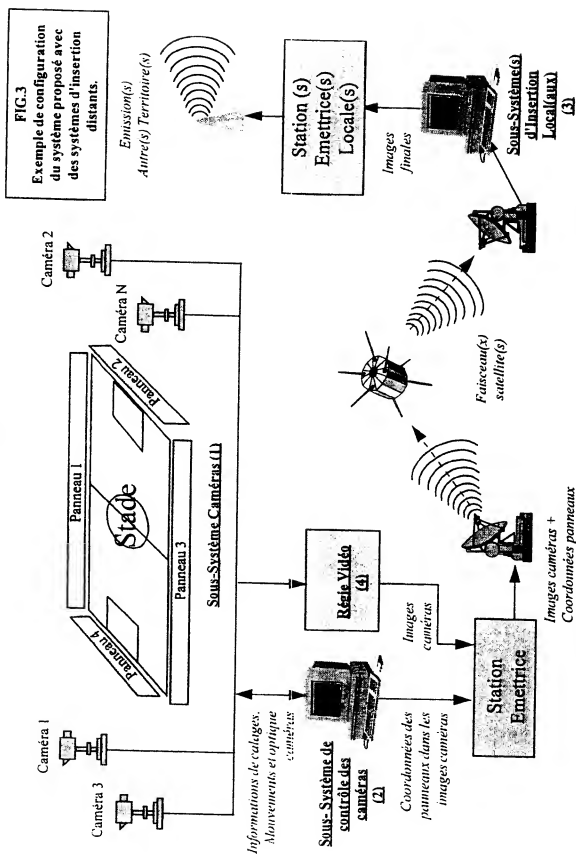 FIG.3
Exemple de configuration
du système proposé avec
des systèmes d'insertion
distants.
Caméra 1
Caméra 3
Caméra 2
Caméra N
Panneau 1
Panneau 2
Panneau 3
Panneau 4
Stade
Sous-Système Caméras (1)
Informations de calages,
Mouvements et optique
caméras
Sous- Système de
contrôle des
caméras
(2)
Régie Vidéo
(4)
Coordonnées des
panneaux dans les
images caméras
Images
caméras
Station
Emettrice
Images caméras +
Coordonnées panneaux
Faisceau(x)
satellite(s)
Sous-Système(s)
d'Insertion
Local(aux)
(3)
Images
finales
Station (s)
Emettrice(s)
Locale(s)
Emission(s)
Autre(s) Territoire(s)